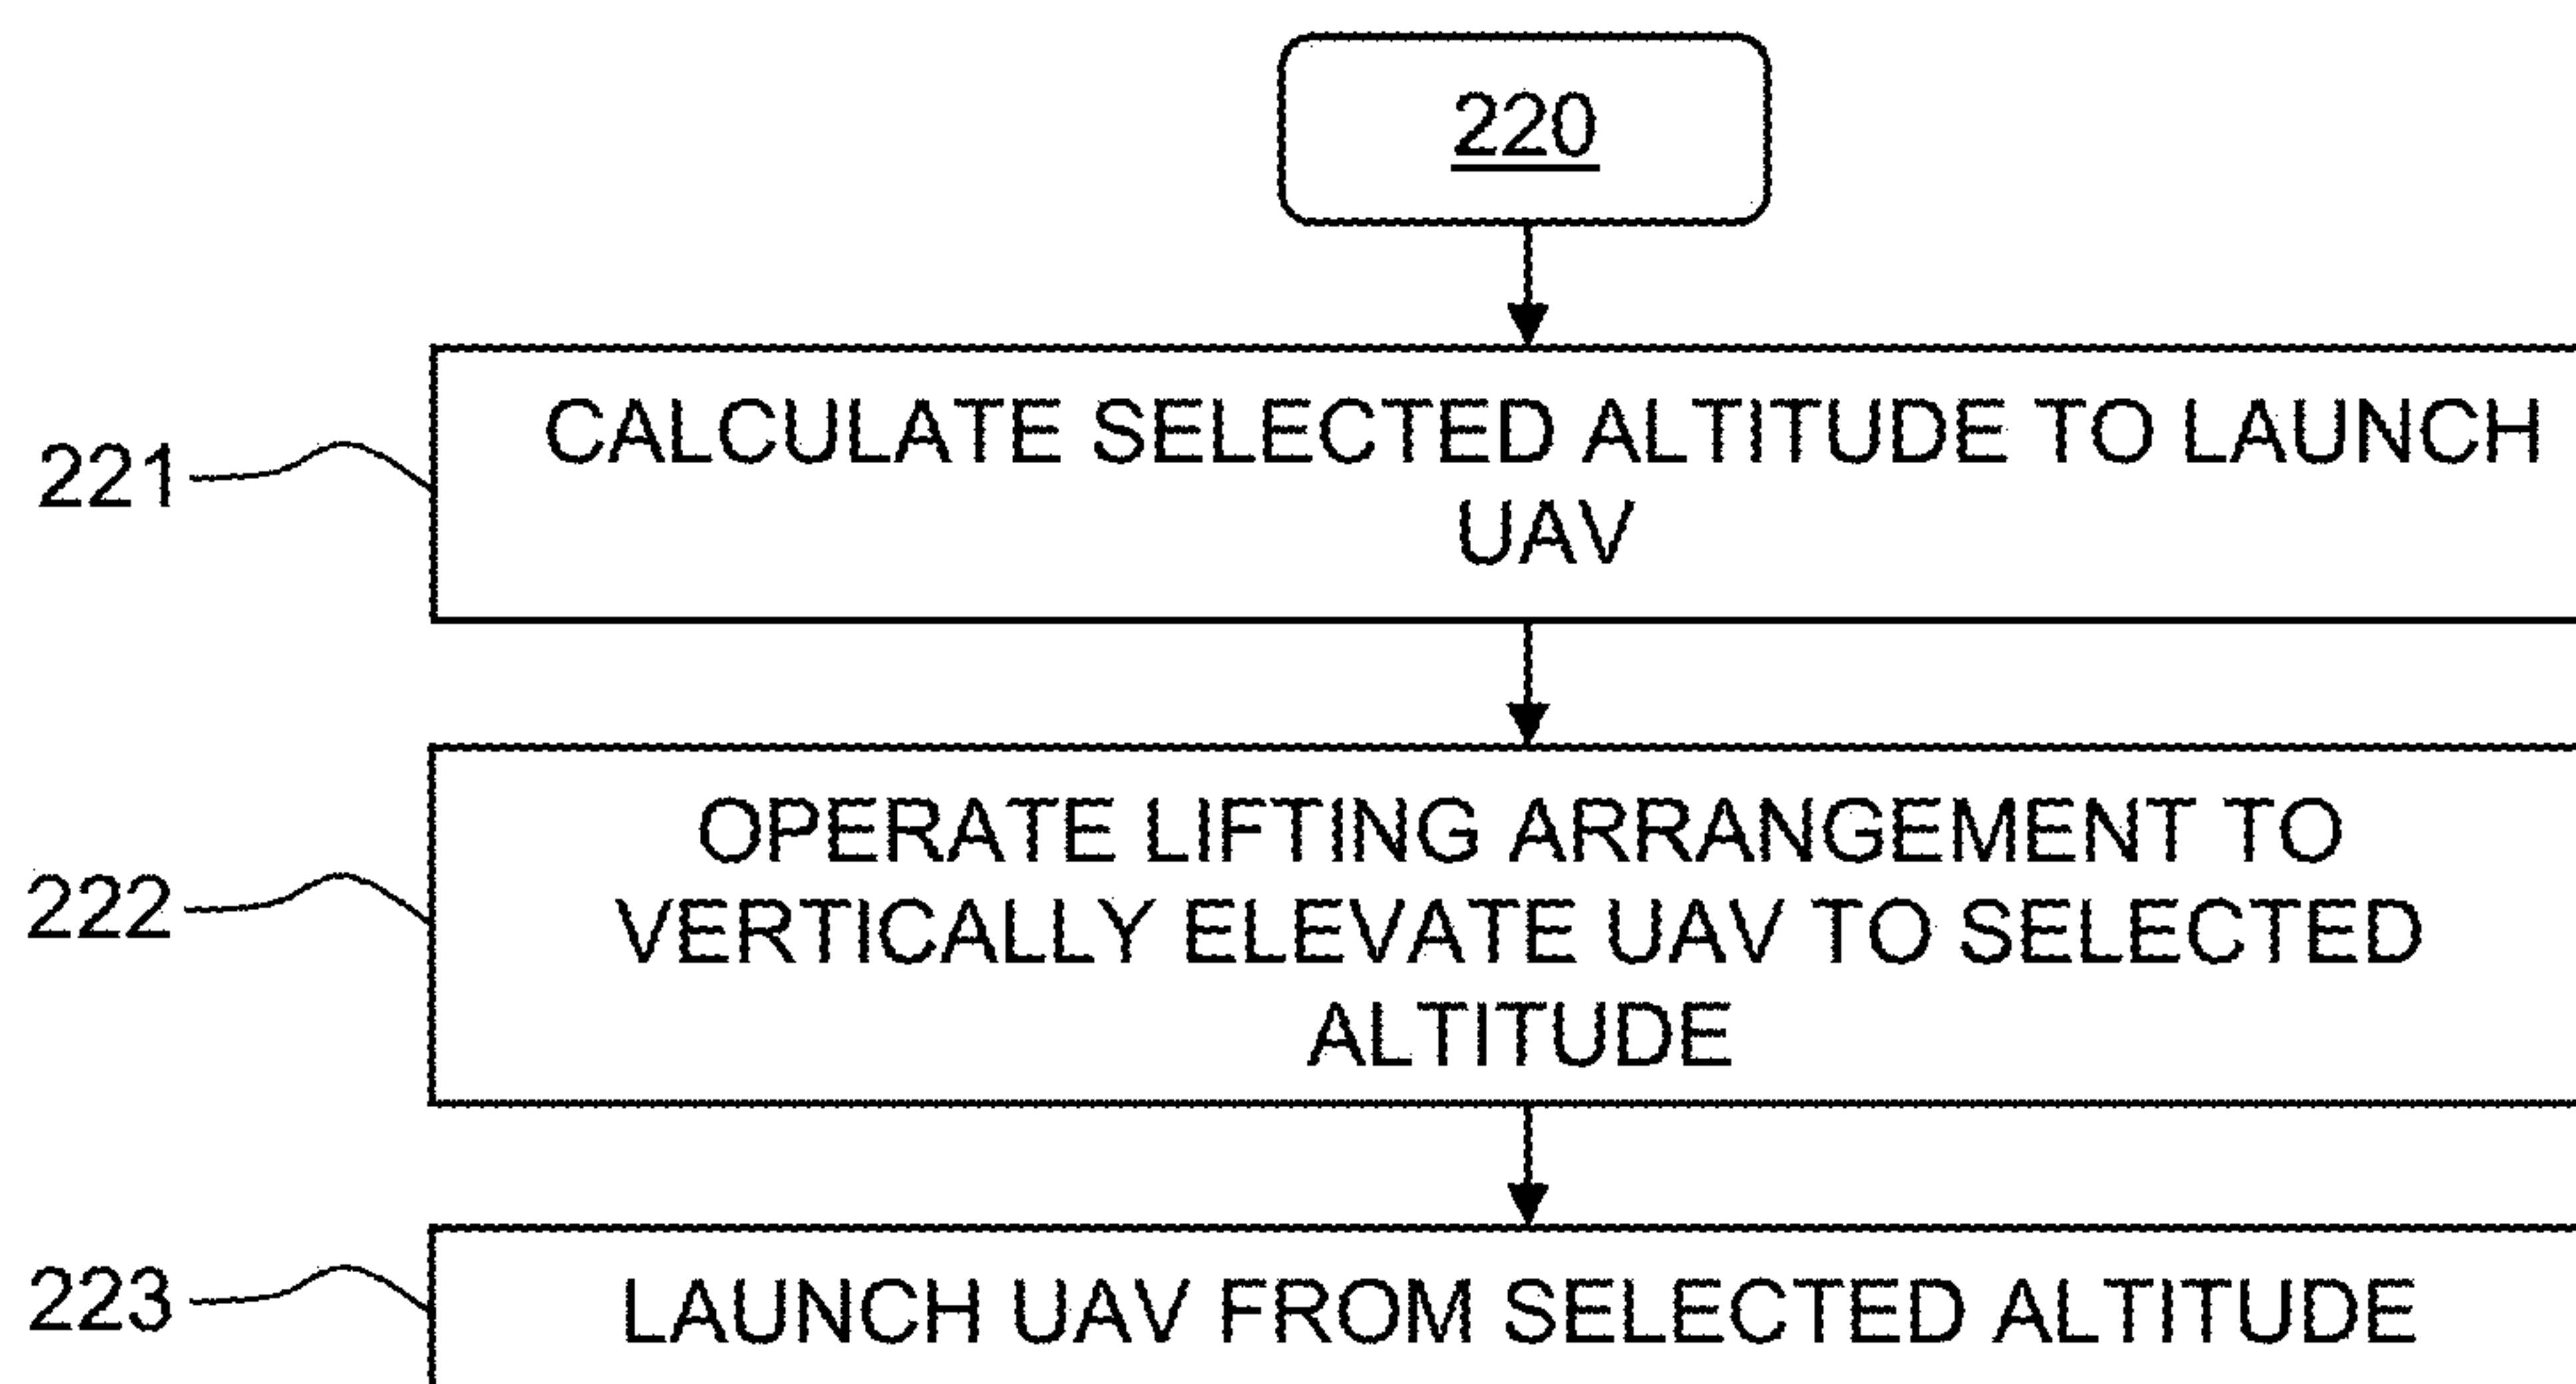 220
221
CALCULATE SELECTED ALTITUDE TO LAUNCH
UAV
222
OPERATE LIFTING ARRANGEMENT TO
VERTICALLY ELEVATE UAV TO SELECTED
ALTITUDE
223
LAUNCH UAV FROM SELECTED ALTITUDE